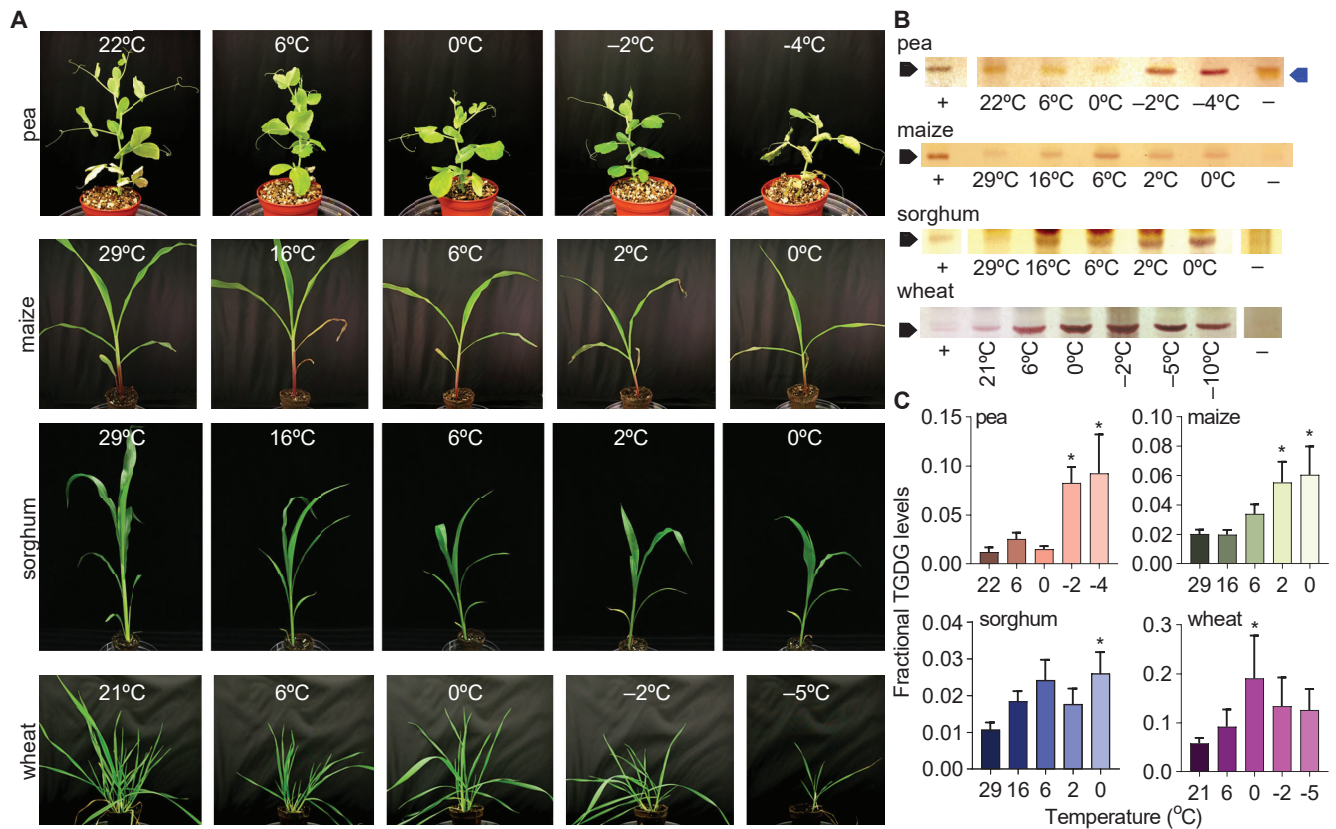 A
22ºC 6ºC 0ºC –2ºC -4ºC
pea
29ºC 16ºC 6ºC 2ºC 0ºC
maize
29ºC 16ºC 6ºC 2ºC 0ºC
sorghum
21ºC 6ºC 0ºC –2ºC –5ºC
wheat
B
pea
+ 22ºC 6ºC 0ºC –2ºC –4ºC –
maize
+ 29ºC 16ºC 6ºC 2ºC 0ºC –
sorghum
+ 29ºC 16ºC 6ºC 2ºC 0ºC –
wheat
+ 21ºC 6ºC 0ºC –2ºC –5ºC –10ºC –
C
Fractional TGDG levels
pea
0.15
0.10
0.05
0.00
* *
22 6 0 -2 -4
maize
0.10
0.08
0.06
0.04
0.02
0.00
* *
29 16 6 2 0
sorghum
0.04
0.03
0.02
0.01
0.00
*
29 16 6 2 0
wheat
0.3
0.2
0.1
0.0
*
21 6 0 -2 -5
Temperature (ºC)